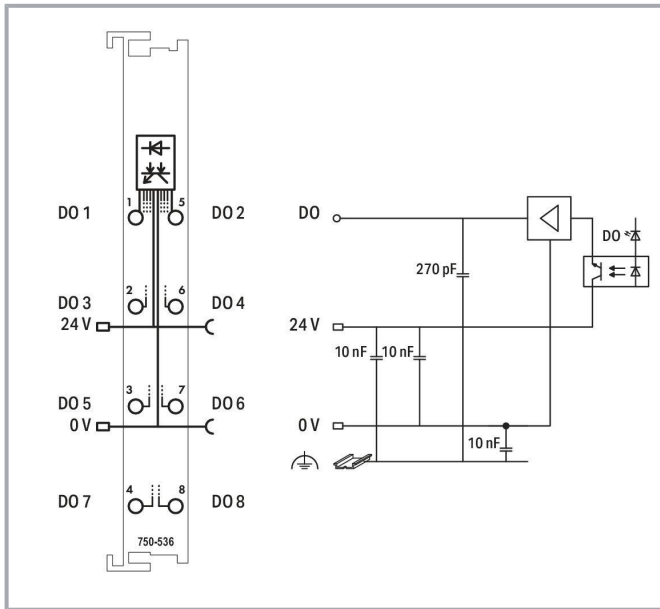 1 5
DO 1 DO 2
2 6
DO 3 DO 4
24 V
3 7
DO 5 DO 6
0 V
4 8
DO 7 DO 8
750-536
DO
DO
270 pF
24 V
10 nF 10 nF
0 V
10 nF